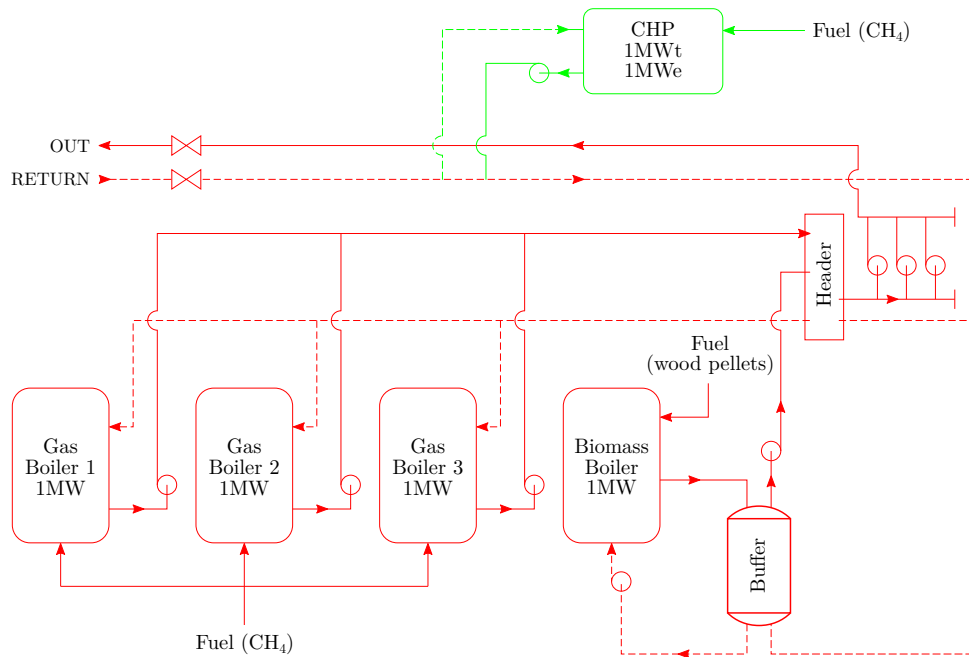 CHP
1MWt
1MWe
Fuel (CH₄)
OUT
RETURN
Header
Fuel
(wood pellets)
Gas
Boiler 1
1MW
Gas
Boiler 2
1MW
Gas
Boiler 3
1MW
Biomass
Boiler
1MW
Buffer
Fuel (CH₄)